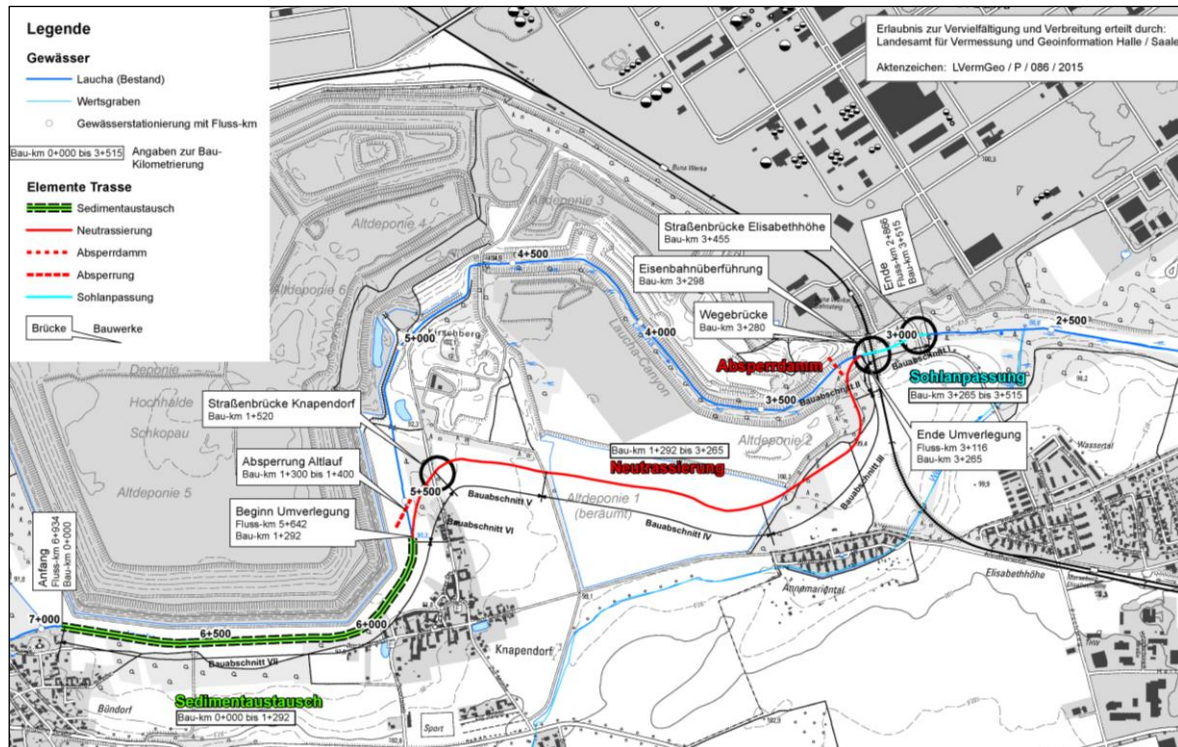 Legende
Gewässer
Laucha (Bestand)
Wertsgraben
Gewässerstationierung mit Fluss-km
Bau-km 0+000 bis 3+515
Angaben zur Bau-
Kilometrierung
Elemente Trasse
Sedimentaustausch
Neutrassierung
Absperrdamm
Absperrung
Sohlanpassung
Brücke
Bauwerke
Erlaubnis zur Vervielfältigung und Verbreitung erteilt durch:
Landesamt für Vermessung und Geoinformation Halle / Saale
Aktenzeichen: LVermGeo / P / 086 / 2015
Buna Werke
Altdeponie 3
Altdeponie 4
Altdeponie 6
Straßenbrücke Elisabethhöhe
Bau-km 3+455
Ende
Fluss-km 2+866
Bau-km 3+515
Eisenbahnüberführung
Bau-km 3+298
Wegebrücke
Bau-km 3+280
4+500
5+000
Kirschberg
4+000
Laucha-Canyon
3+500
3+000
2+500
Bauabschnitt I
Bauabschnitt II
Absperrdamm
Sohlanpassung
Bau-km 3+265 bis 3+515
Deponie
Hochhalde
Schkopau
Altdeponie 5
Straßenbrücke Knapendorf
Bau-km 1+520
Absperrung Altlauf
Bau-km 1+300 bis 1+400
Beginn Umverlegung
Fluss-km 5+642
Bau-km 1+292
5+500
Bau-km 1+292 bis 3+265
Neutrassierung
Altdeponie 2
Ende Umverlegung
Fluss-km 3+116
Bau-km 3+265
Wassertal
98,2
99,9
Bauabschnitt III
Altdeponie 1
(beräumt)
Bauabschnitt V
Bauabschnitt IV
Bauabschnitt VI
Anfang
Fluss-km 6+934
Bau-km 0+000
7+000
6+500
6+000
Bauabschnitt VII
Annemariental
Elisabethhöhe
THW
Knapendorf
Bündorf
Sport
Sedimentaustausch
Bau-km 0+000 bis 1+292